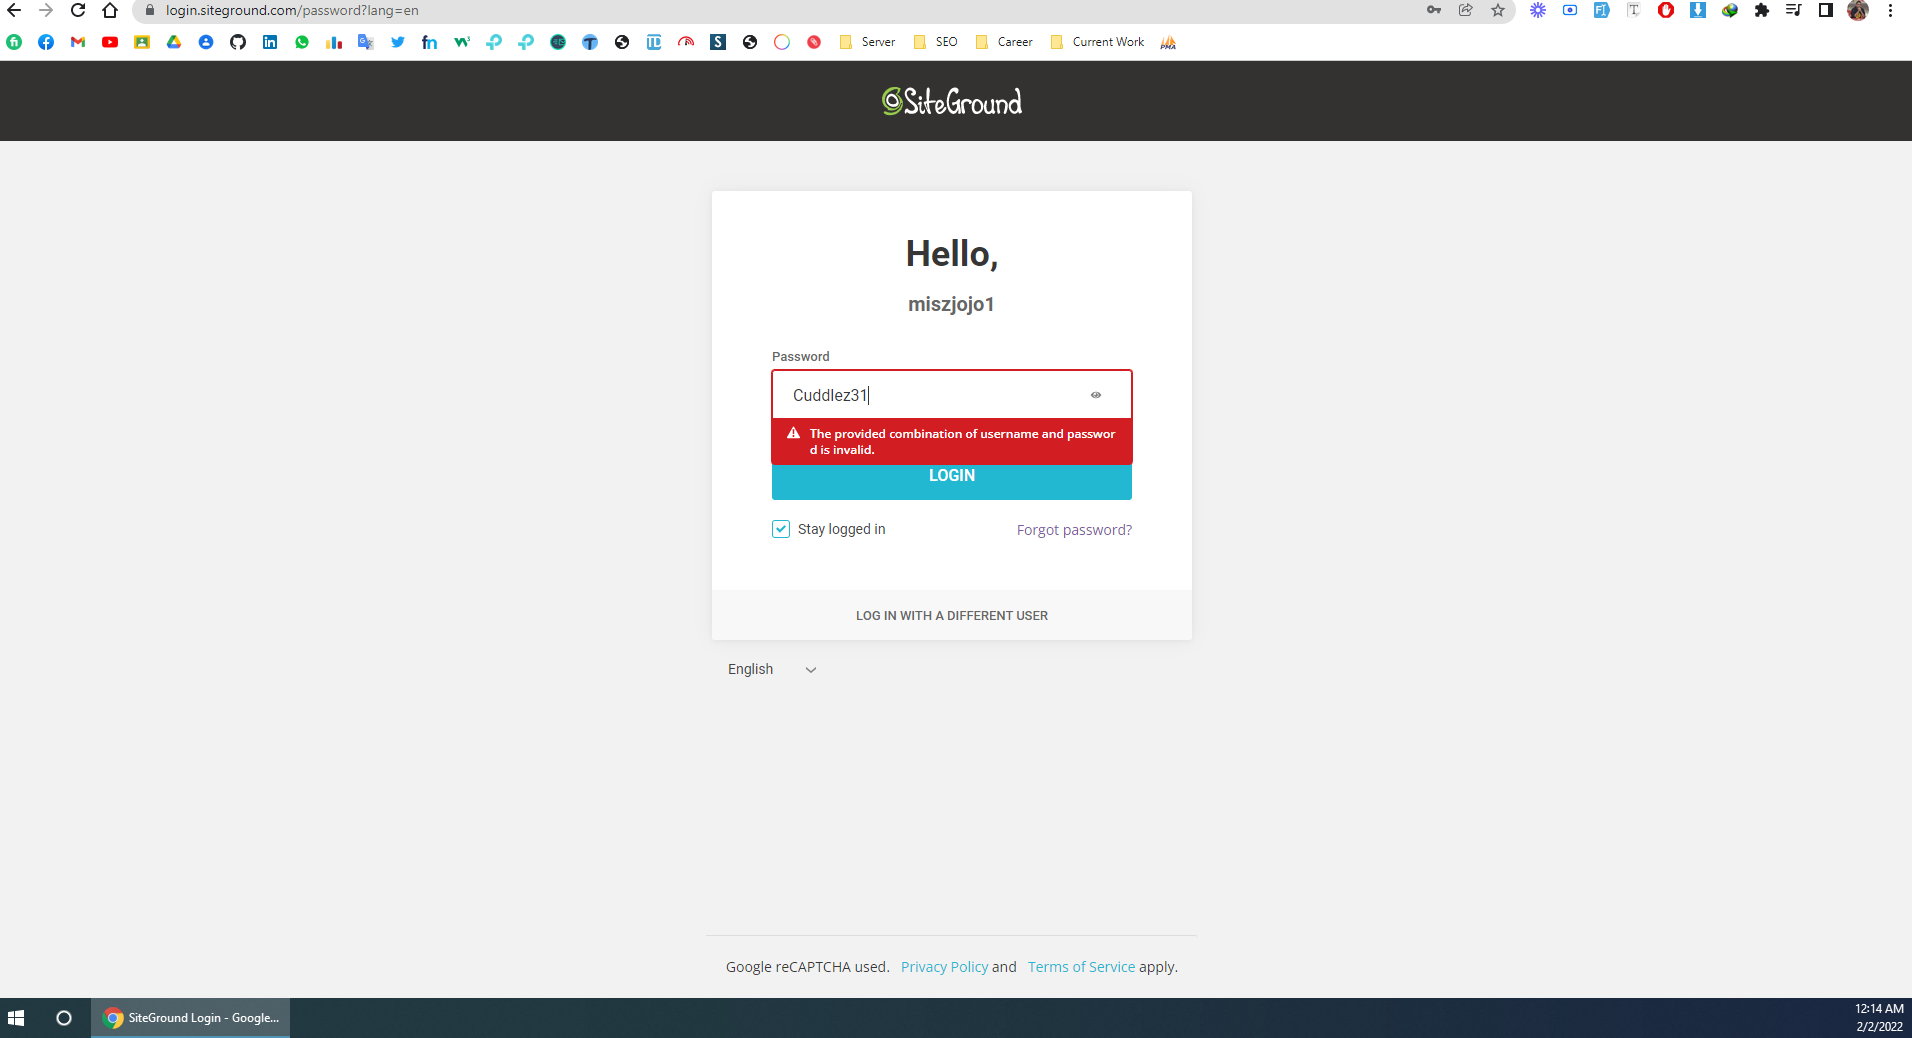 login.siteground.com/password?lang=en
Server SEO Career Current Work PMA
SiteGround
Hello,
miszjojo1
Password
Cuddlez31
The provided combination of username and passwor
d is invalid.
LOGIN
Stay logged in Forgot password?
LOG IN WITH A DIFFERENT USER
English
Google reCAPTCHA used. Privacy Policy and Terms of Service apply.
SiteGround Login - Google...
12:14 AM
2/2/2022